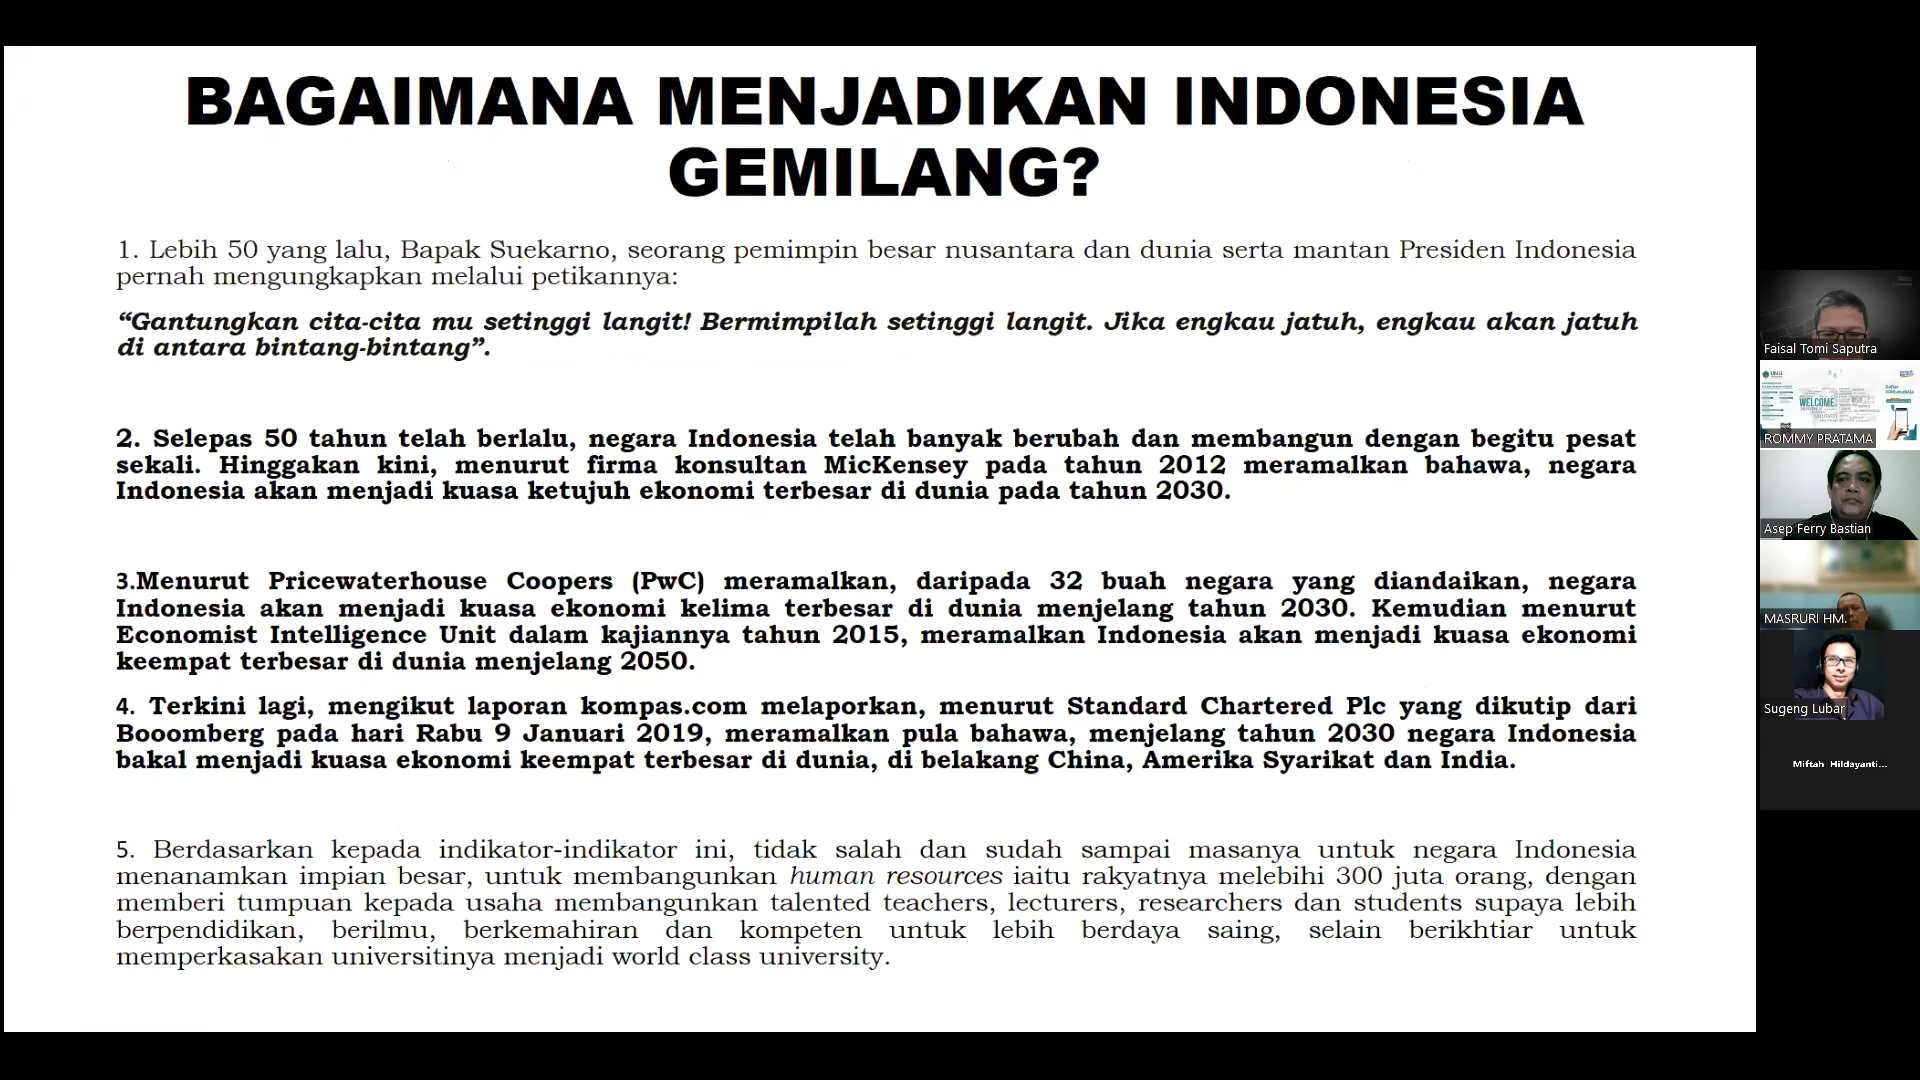 BAGAIMANA MENJADIKAN INDONESIA
GEMILANG?
1. Lebih 50 yang lalu, Bapak Suekarno, seorang pemimpin besar nusantara dan dunia serta mantan Presiden Indonesia
pernah mengungkapkan melalui petikannya:
“Gantungkan cita-cita mu setinggi langit! Bermimpilah setinggi langit. Jika engkau jatuh, engkau akan jatuh
di antara bintang-bintang”.
2. Selepas 50 tahun telah berlalu, negara Indonesia telah banyak berubah dan membangun dengan begitu pesat
sekali. Hinggakan kini, menurut firma konsultan MicKensey pada tahun 2012 meramalkan bahawa, negara
Indonesia akan menjadi kuasa ketujuh ekonomi terbesar di dunia pada tahun 2030.
3.Menurut Pricewaterhouse Coopers (PwC) meramalkan, daripada 32 buah negara yang diandaikan, negara
Indonesia akan menjadi kuasa ekonomi kelima terbesar di dunia menjelang tahun 2030. Kemudian menurut
Economist Intelligence Unit dalam kajiannya tahun 2015, meramalkan Indonesia akan menjadi kuasa ekonomi
keempat terbesar di dunia menjelang 2050.
4. Terkini lagi, mengikut laporan kompas.com melaporkan, menurut Standard Chartered Plc yang dikutip dari
Booomberg pada hari Rabu 9 Januari 2019, meramalkan pula bahawa, menjelang tahun 2030 negara Indonesia
bakal menjadi kuasa ekonomi keempat terbesar di dunia, di belakang China, Amerika Syarikat dan India.
5. Berdasarkan kepada indikator-indikator ini, tidak salah dan sudah sampai masanya untuk negara Indonesia
menanamkan impian besar, untuk membangunkan human resources iaitu rakyatnya melebihi 300 juta orang, dengan
memberi tumpuan kepada usaha membangunkan talented teachers, lecturers, researchers dan students supaya lebih
berpendidikan, berilmu, berkemahiran dan kompeten untuk lebih berdaya saing, selain berikhtiar untuk
memperkasakan universitinya menjadi world class university.
Faisal Tomi Saputra
UNIS
WELCOME
ROMMY PRATAMA
Asep Ferry Bastian
MASRURI HM.
Sugeng Lubar
Miftah Hildayanti...